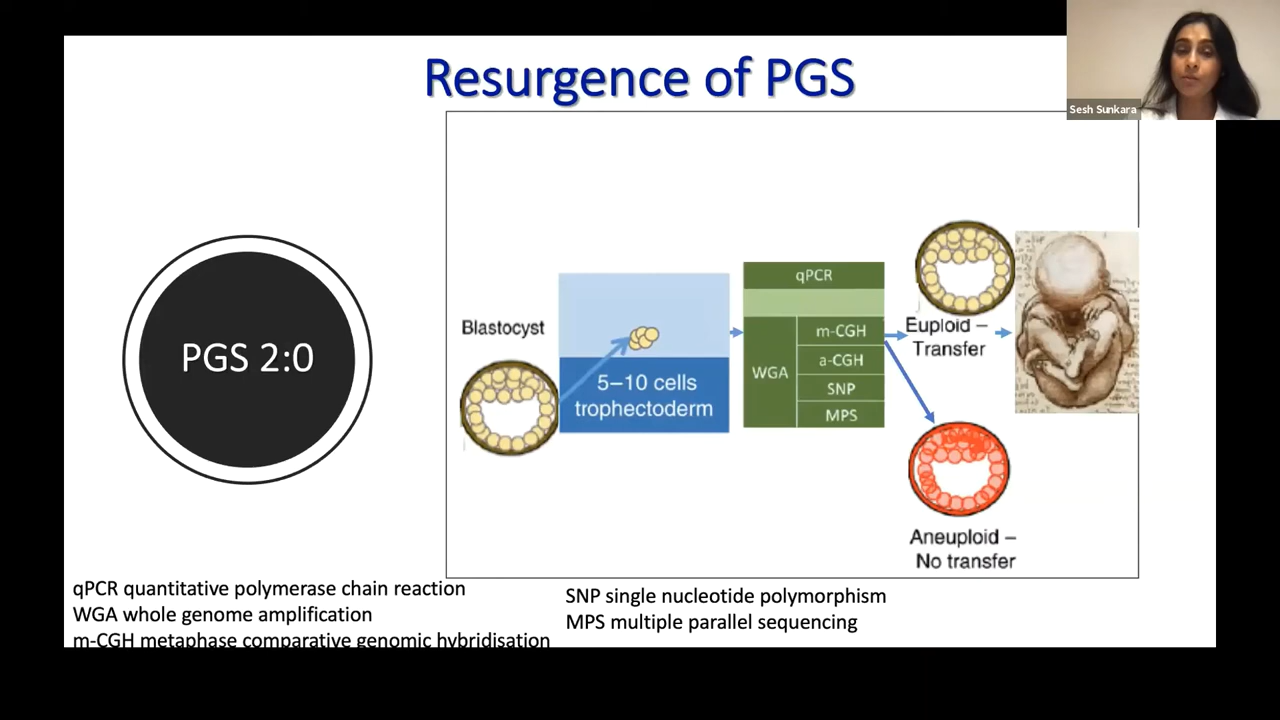 Resurgence of PGS
Sesh Sunkara
PGS 2:0
Blastocyst
5–10 cells
trophectoderm
qPCR
WGA
m-CGH
a-CGH
SNP
MPS
Euploid –
Transfer
Aneuploid –
No transfer
qPCR quantitative polymerase chain reaction
WGA whole genome amplification
m-CGH metaphase comparative genomic hybridisation
SNP single nucleotide polymorphism
MPS multiple parallel sequencing